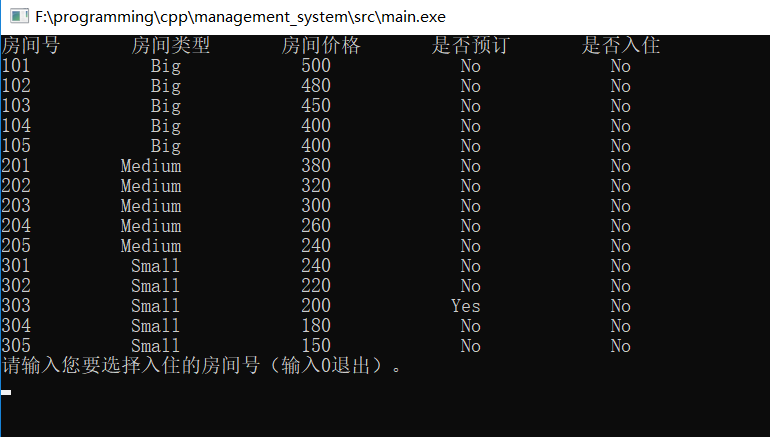 F:\programming\cpp\management_system\src\main.exe
房间号 房间类型 房间价格 是否预订 是否入住
101 Big 500 No No
102 Big 480 No No
103 Big 450 No No
104 Big 400 No No
105 Big 400 No No
201 Medium 380 No No
202 Medium 320 No No
203 Medium 300 No No
204 Medium 260 No No
205 Medium 240 No No
301 Small 240 No No
302 Small 220 No No
303 Small 200 Yes No
304 Small 180 No No
305 Small 150 No No
请输入您要选择入住的房间号（输入0退出）。